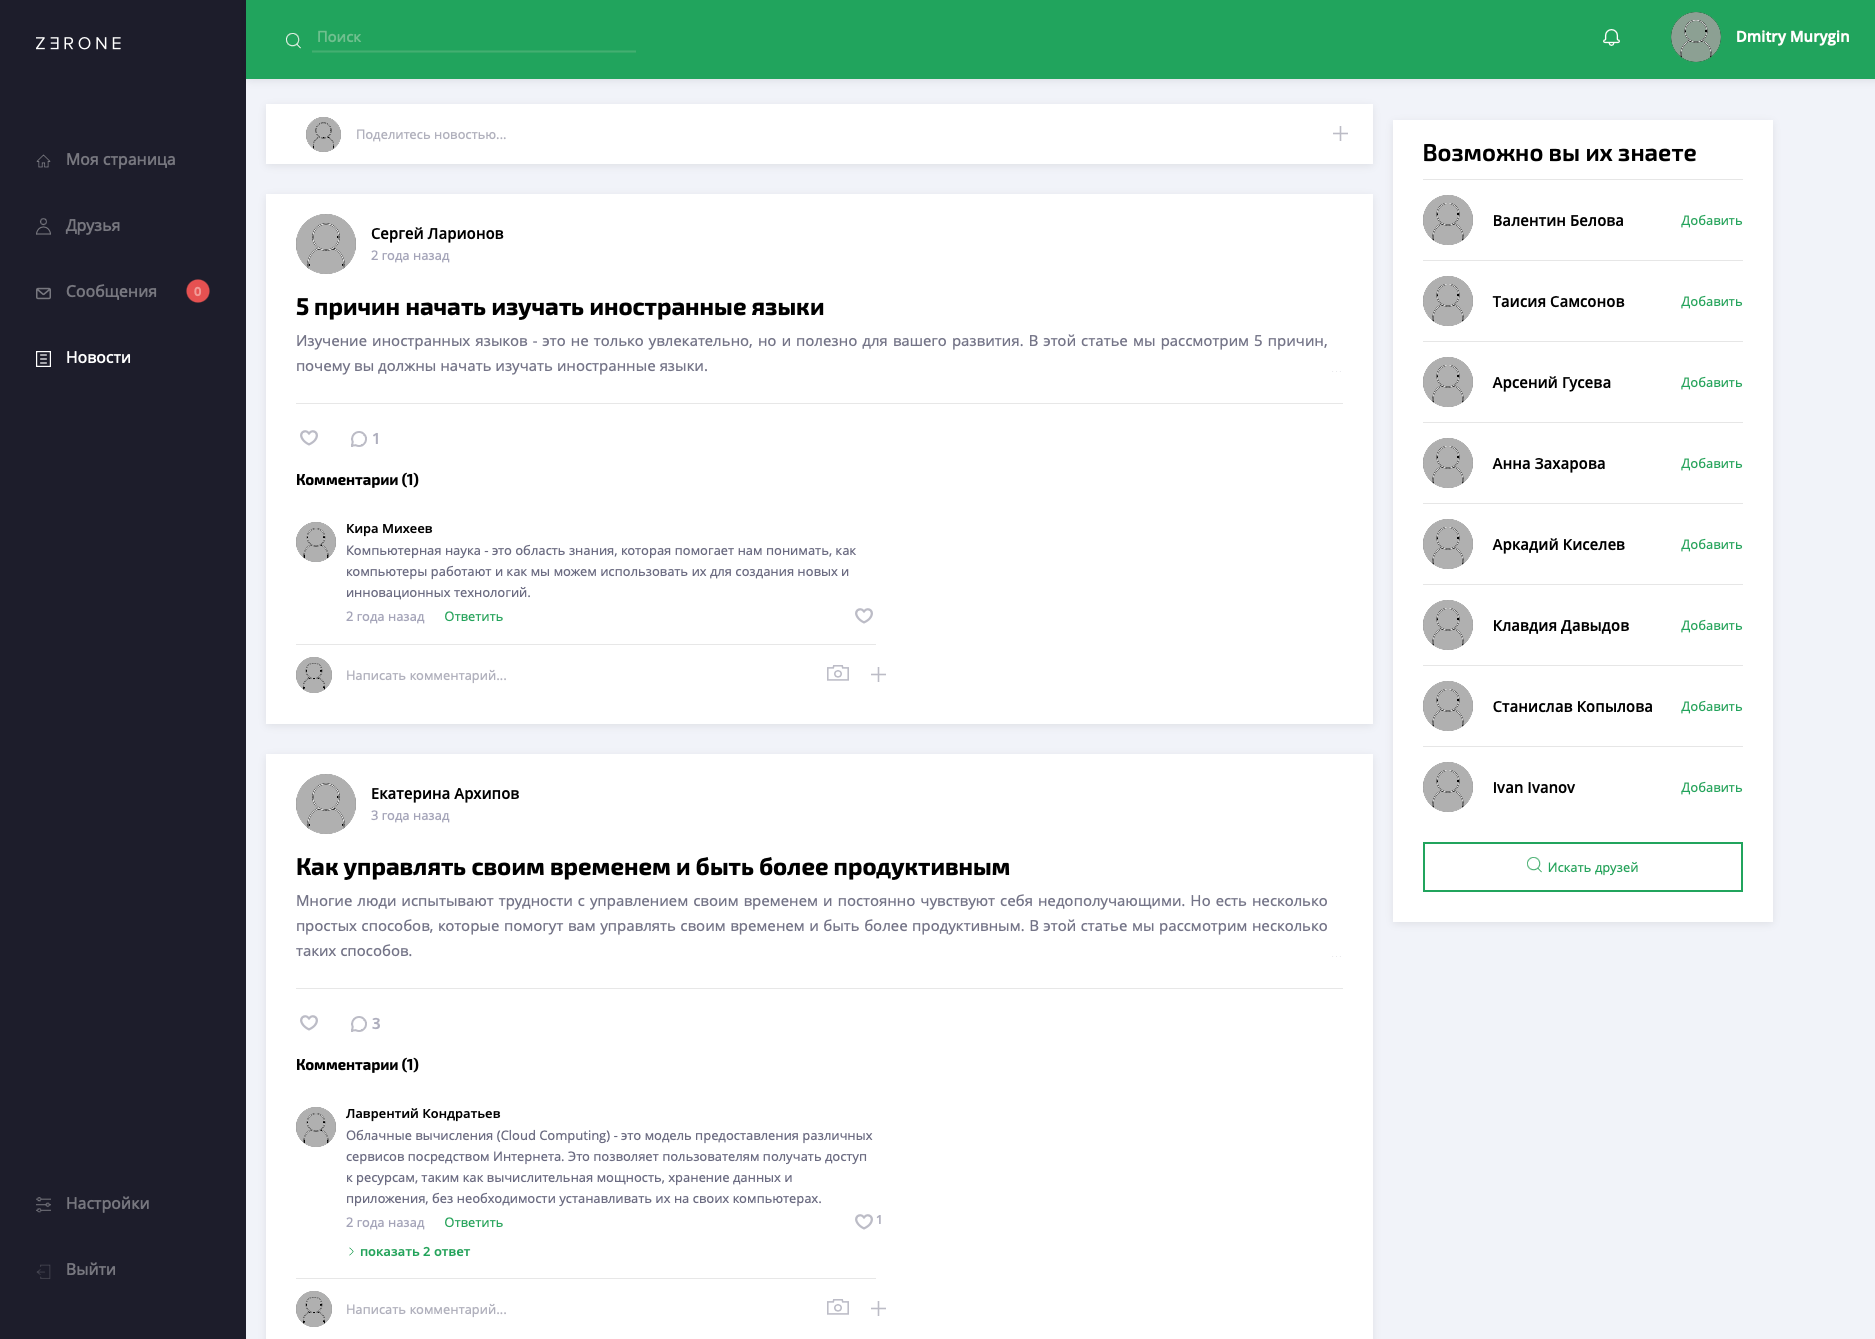 ZƎRONE
Моя страница
Друзья
Сообщения 0
Новости
Настройки
Выйти
Поиск
Dmitry Murygin
Поделитесь новостью...
Сергей Ларионов
2 года назад
5 причин начать изучать иностранные языки
Изучение иностранных языков - это не только увлекательно, но и полезно для вашего развития. В этой статье мы рассмотрим 5 причин,
почему вы должны начать изучать иностранные языки.
...
1
Комментарии (1)
Кира Михеев
Компьютерная наука - это область знания, которая помогает нам понимать, как
компьютеры работают и как мы можем использовать их для создания новых и
инновационных технологий.
2 года назад Ответить
Написать комментарий...
Екатерина Архипов
3 года назад
Как управлять своим временем и быть более продуктивным
Многие люди испытывают трудности с управлением своим временем и постоянно чувствуют себя недополучающими. Но есть несколько
простых способов, которые помогут вам управлять своим временем и быть более продуктивным. В этой статье мы рассмотрим несколько
таких способов.
...
3
Комментарии (1)
Лаврентий Кондратьев
Облачные вычисления (Cloud Computing) - это модель предоставления различных
сервисов посредством Интернета. Это позволяет пользователям получать доступ
к ресурсам, таким как вычислительная мощность, хранение данных и
приложения, без необходимости устанавливать их на своих компьютерах.
2 года назад Ответить 1
показать 2 ответ
Написать комментарий...
Возможно вы их знаете
Валентин Белова Добавить
Таисия Самсонов Добавить
Арсений Гусева Добавить
Анна Захарова Добавить
Аркадий Киселев Добавить
Клавдия Давыдов Добавить
Станислав Копылова Добавить
Ivan Ivanov Добавить
Искать друзей